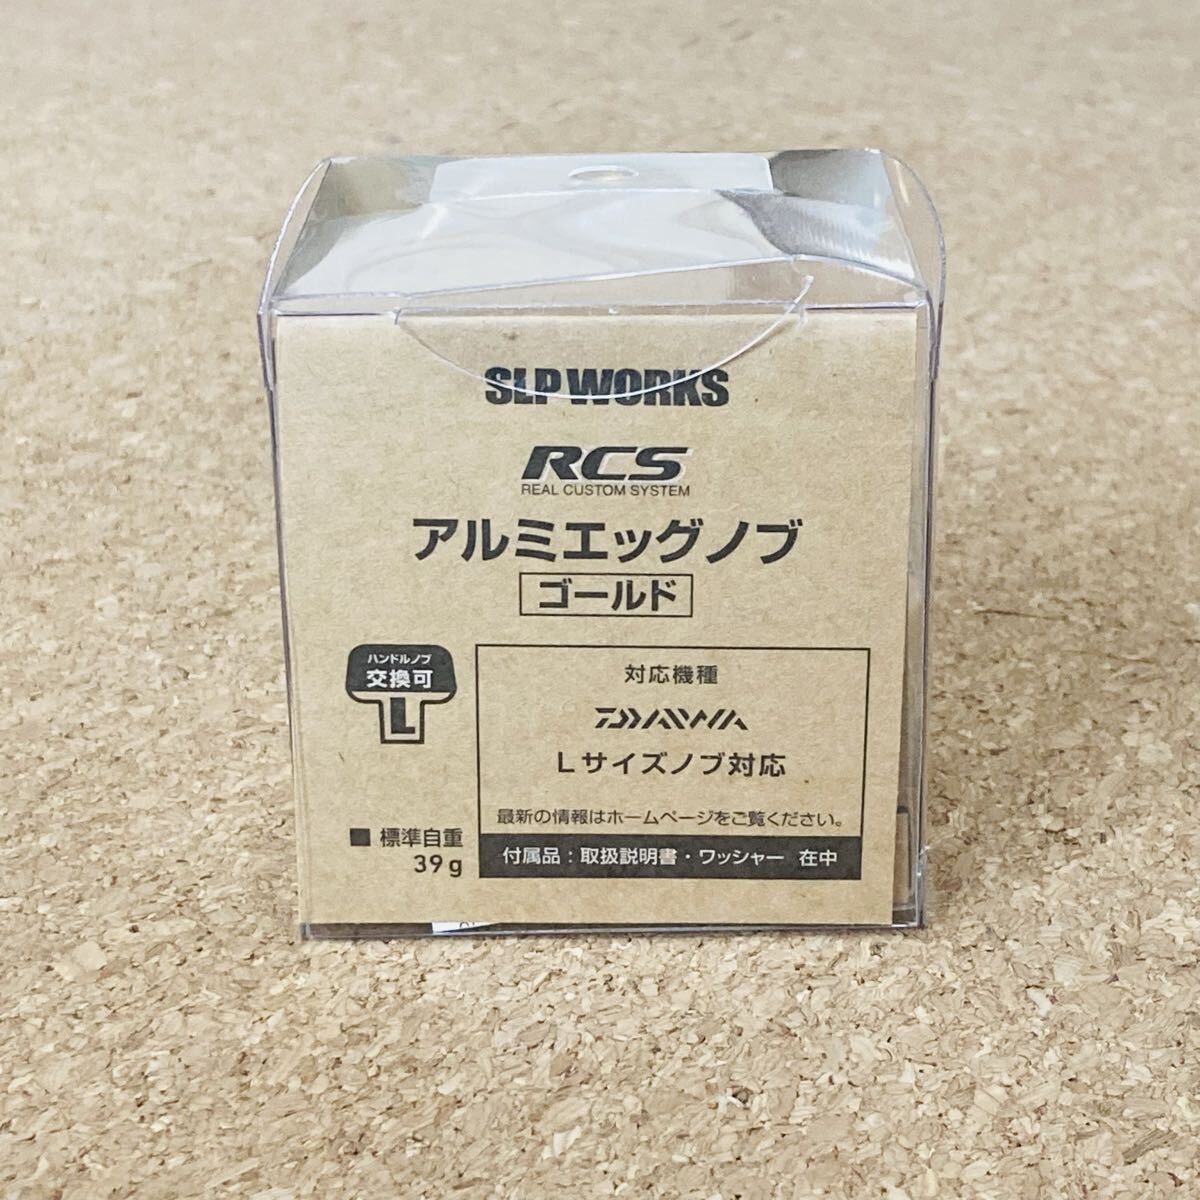 SLP WORKS
RCS
REAL CUSTOM SYSTEM
アルミエッグノブ
ゴールド
ハンドルノブ
交換可
L
対応機種
DAIWA
Lサイズノブ対応
最新の情報はホームページをご覧ください。
付属品：取扱説明書・ワッシャー 在中
■ 標準自重
39g